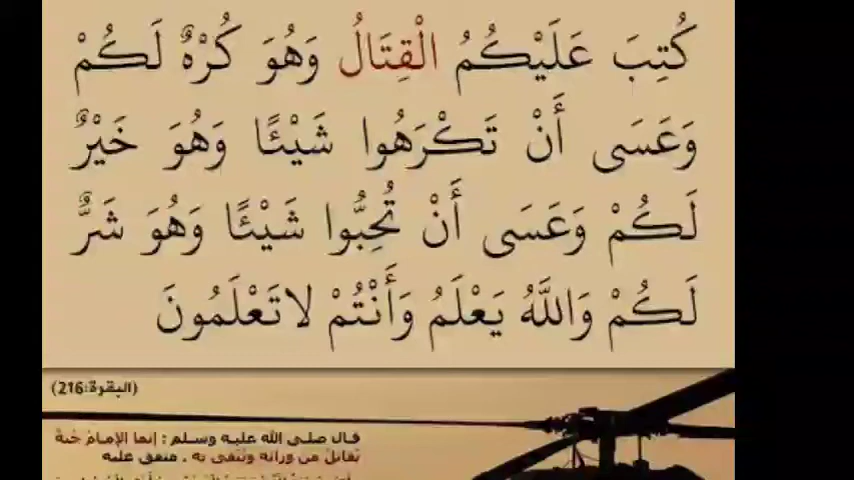 كُتِبَ عَلَيْكُمُ الْقِتَالُ وَهُوَ كُرْهٌ لَكُمْ
وَعَسَى أَنْ تَكْرَهُوا شَيْئًا وَهُوَ خَيْرٌ
لَكُمْ وَعَسَى أَنْ تُحِبُّوا شَيْئًا وَهُوَ شَرٌّ
لَكُمْ وَاللَّهُ يَعْلَمُ وَأَنْتُمْ لاتَعْلَمُونَ
(البقرة:216)
قال صلى الله عليه وسلم : إنما الإمام جنة
يقاتل من ورائه ويتقى به . متفق عليه